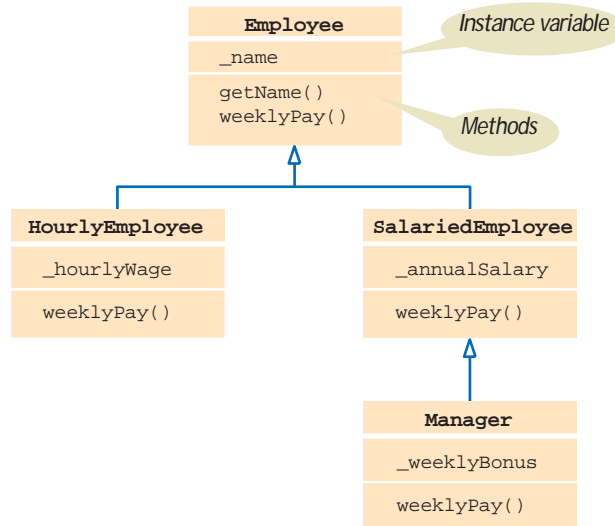 Employee
Instance variable
_name
getName()
weeklyPay()
Methods
HourlyEmployee
_hourlyWage
weeklyPay()
SalariedEmployee
_annualSalary
weeklyPay()
Manager
_weeklyBonus
weeklyPay()